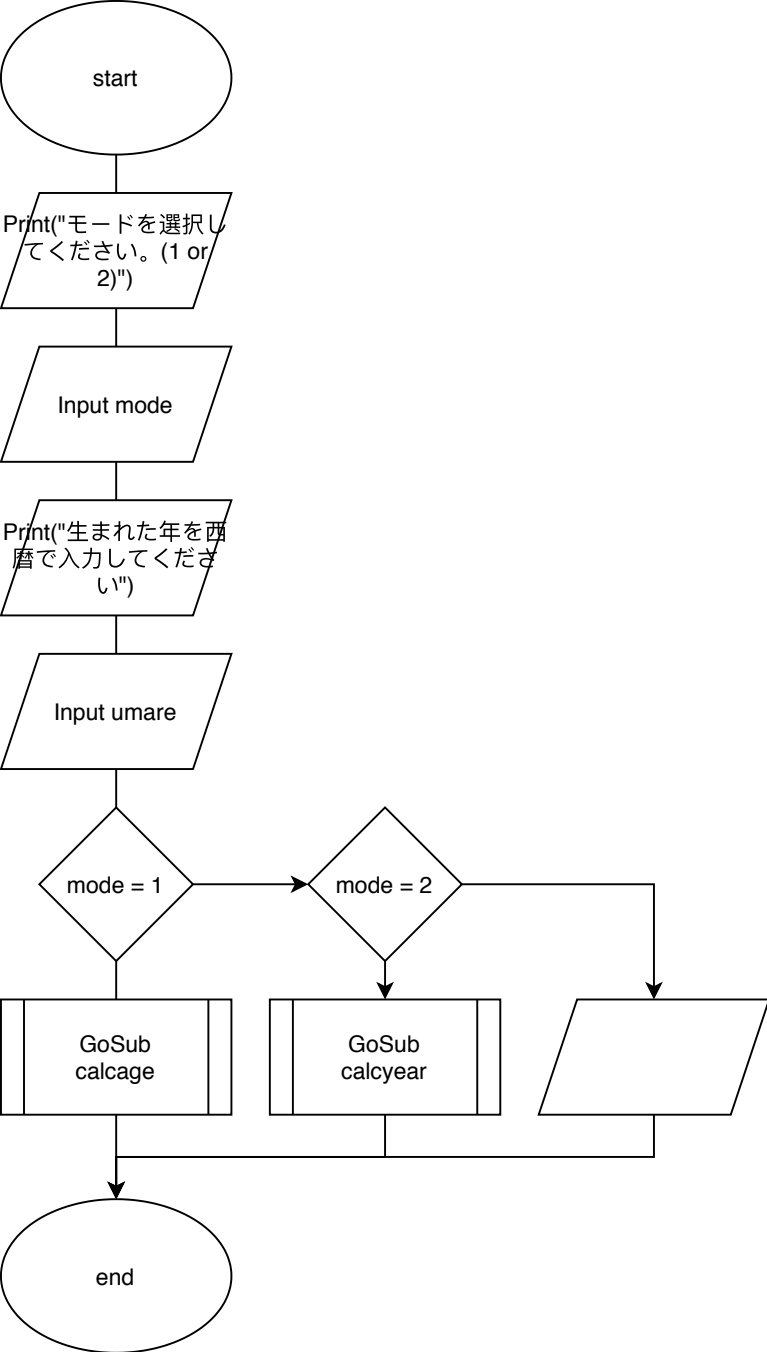 start
Print("モードを選択し
てください。(1 or
2)")
Input mode
Print("生まれた年を西
暦で入力してくださ
い")
Input umare
mode = 1
mode = 2
GoSub
calcage
GoSub
calcyear
end